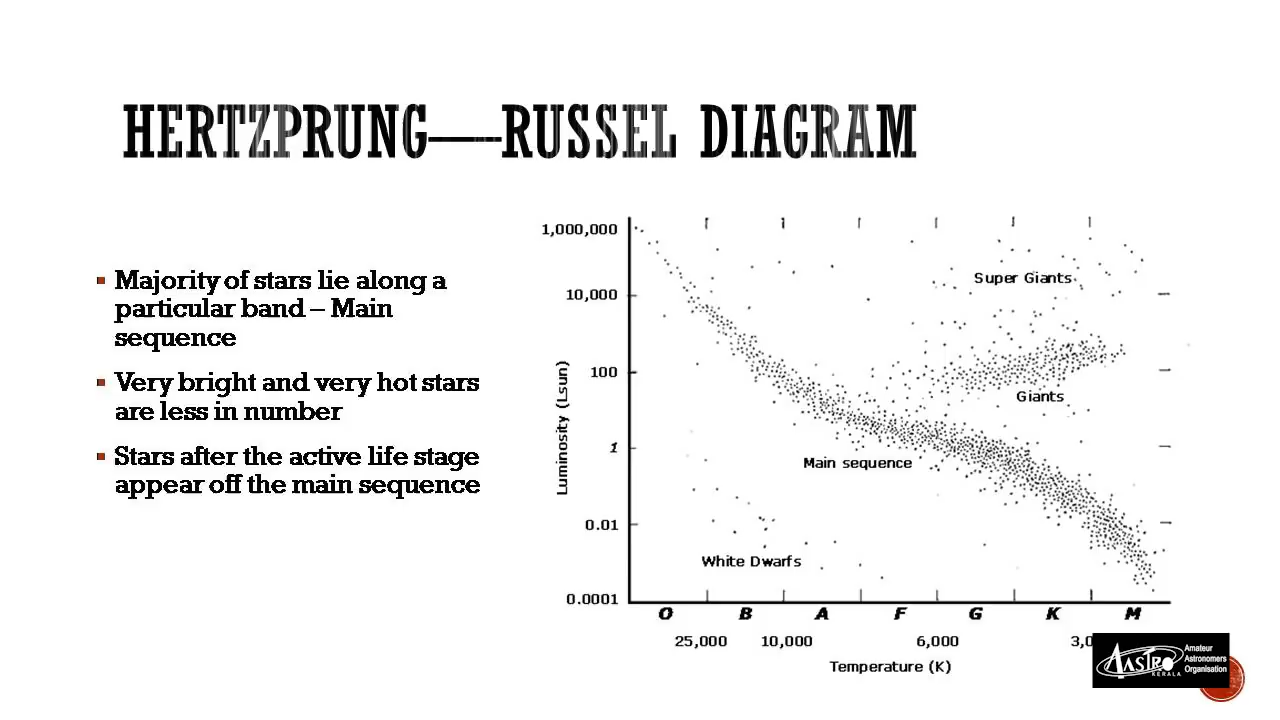 HERTZPRUNG—RUSSEL DIAGRAM
▪ Majority of stars lie along a
particular band – Main
sequence
▪ Very bright and very hot stars
are less in number
▪ Stars after the active life stage
appear off the main sequence
1,000,000
10,000
100
1
0.01
0.0001
Luminosity (Lsun)
Super Giants
Giants
Main sequence
White Dwarfs
O B A F G K M
25,000 10,000 6,000
Temperature (K)
AASTRO
KERALA
Amateur
Astronomers
Organisation